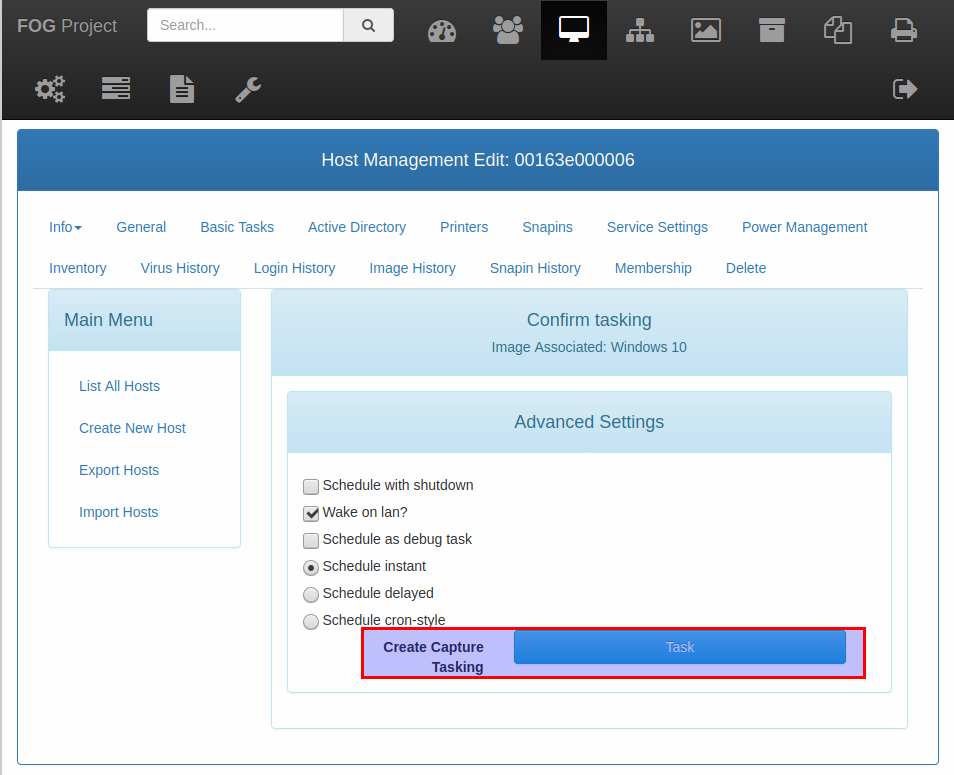 FOG Project
Search...
Host Management Edit: 00163e000006
Info General Basic Tasks Active Directory Printers Snapins Service Settings Power Management
Inventory Virus History Login History Image History Snapin History Membership Delete
Main Menu
List All Hosts
Create New Host
Export Hosts
Import Hosts
Confirm tasking
Image Associated: Windows 10
Advanced Settings
Schedule with shutdown
Wake on lan?
Schedule as debug task
Schedule instant
Schedule delayed
Schedule cron-style
Create Capture
Tasking
Task